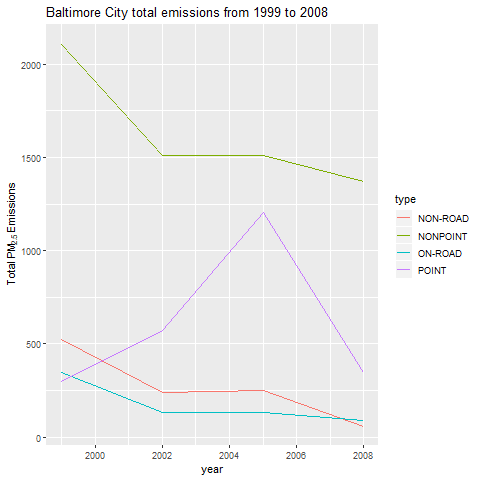 Baltimore City total emissions from 1999 to 2008
Total PM2.5 Emissions
2000
1500
1000
500
0
2000 2002 2004 2006 2008
year
type
NON-ROAD
NONPOINT
ON-ROAD
POINT